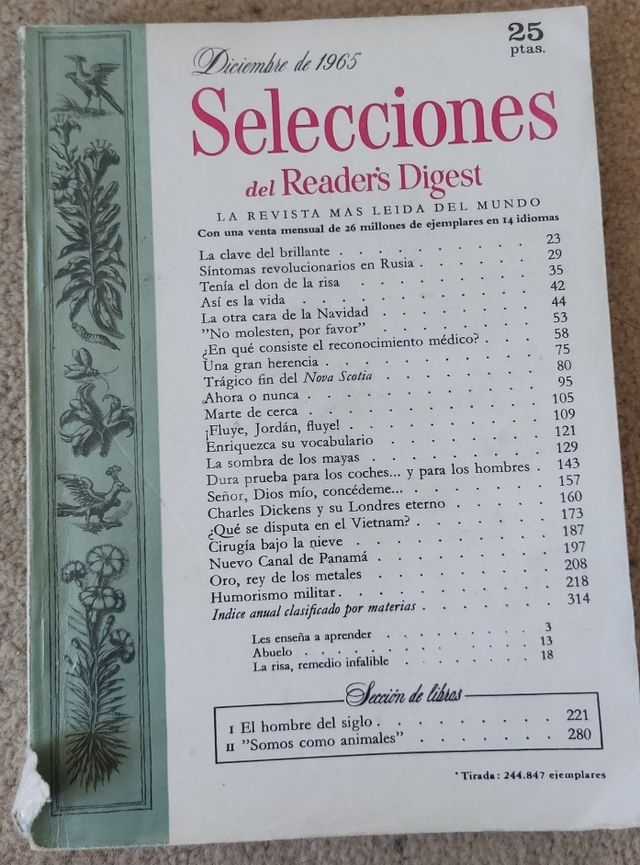 25
ptas.
Diciembre de 1965
Selecciones
del Reader's Digest
LA REVISTA MAS LEIDA DEL MUNDO
Con una venta mensual de 26 millones de ejemplares en 14 idiomas
La clave del brillante . . . . . . . . 23
Síntomas revolucionarios en Rusia . . . . . . 29
Tenía el don de la risa . . . . . . . . 35
Así es la vida . . . . . . . . . 42
La otra cara de la Navidad . . . . . . . 44
"No molesten, por favor" . . . . . . . 53
¿En qué consiste el reconocimiento médico? . . . . 58
Una gran herencia . . . . . . . . . 75
Trágico fin del Nova Scotia . . . . . . . 80
Ahora o nunca . . . . . . . . . 95
Marte de cerca . . . . . . . . . 105
¡Fluye, Jordán, fluye! . . . . . . . . 109
Enriquezca su vocabulario . . . . . . . 121
La sombra de los mayas . . . . . . . . 129
Dura prueba para los coches... y para los hombres . 143
Señor, Dios mío, concédeme... . . . . . . 157
Charles Dickens y su Londres eterno . . . . . 160
¿Qué se disputa en el Vietnam? . . . . . . 173
Cirugía bajo la nieve . . . . . . . . 187
Nuevo Canal de Panamá . . . . . . . . 197
Oro, rey de los metales . . . . . . . . 208
Humorismo militar . . . . . . . . . 218
Indice anual clasificado por materias . . . . . . 314
Les enseña a aprender . . . . . . . 3
Abuelo . . . . . . . . . 13
La risa, remedio infalible . . . . . . . 18
Sección de libros
I El hombre del siglo . . . . . . . . 221
II "Somos como animales" . . . . . . . 280
* Tirada: 244.847 ejemplares